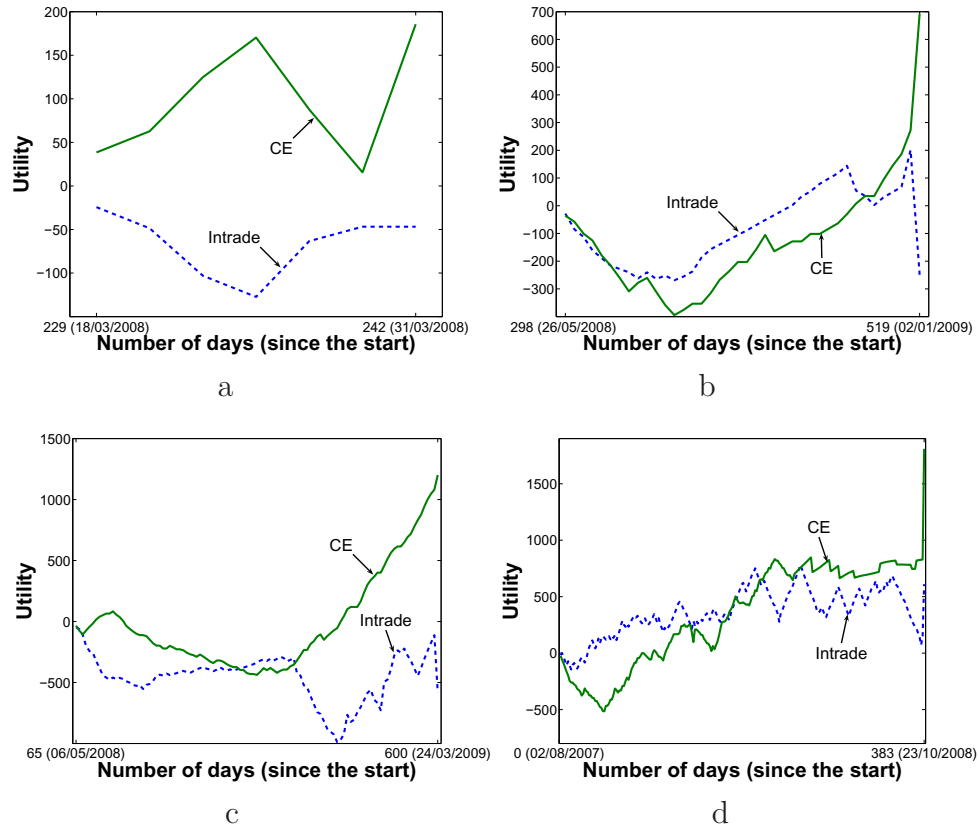 200
150
100
50
0
−50
−100
Utility
CE
Intrade
229 (18/03/2008)
242 (31/03/2008)
Number of days (since the start)
a
700
600
500
400
300
200
100
0
−100
−200
−300
Utility
Intrade
CE
298 (26/05/2008)
519 (02/01/2009)
Number of days (since the start)
b
1500
1000
500
0
−500
Utility
CE
Intrade
65 (06/05/2008)
600 (24/03/2009)
Number of days (since the start)
c
1500
1000
500
0
−500
Utility
CE
Intrade
0 (02/08/2007)
383 (23/10/2008)
Number of days (since the start)
d